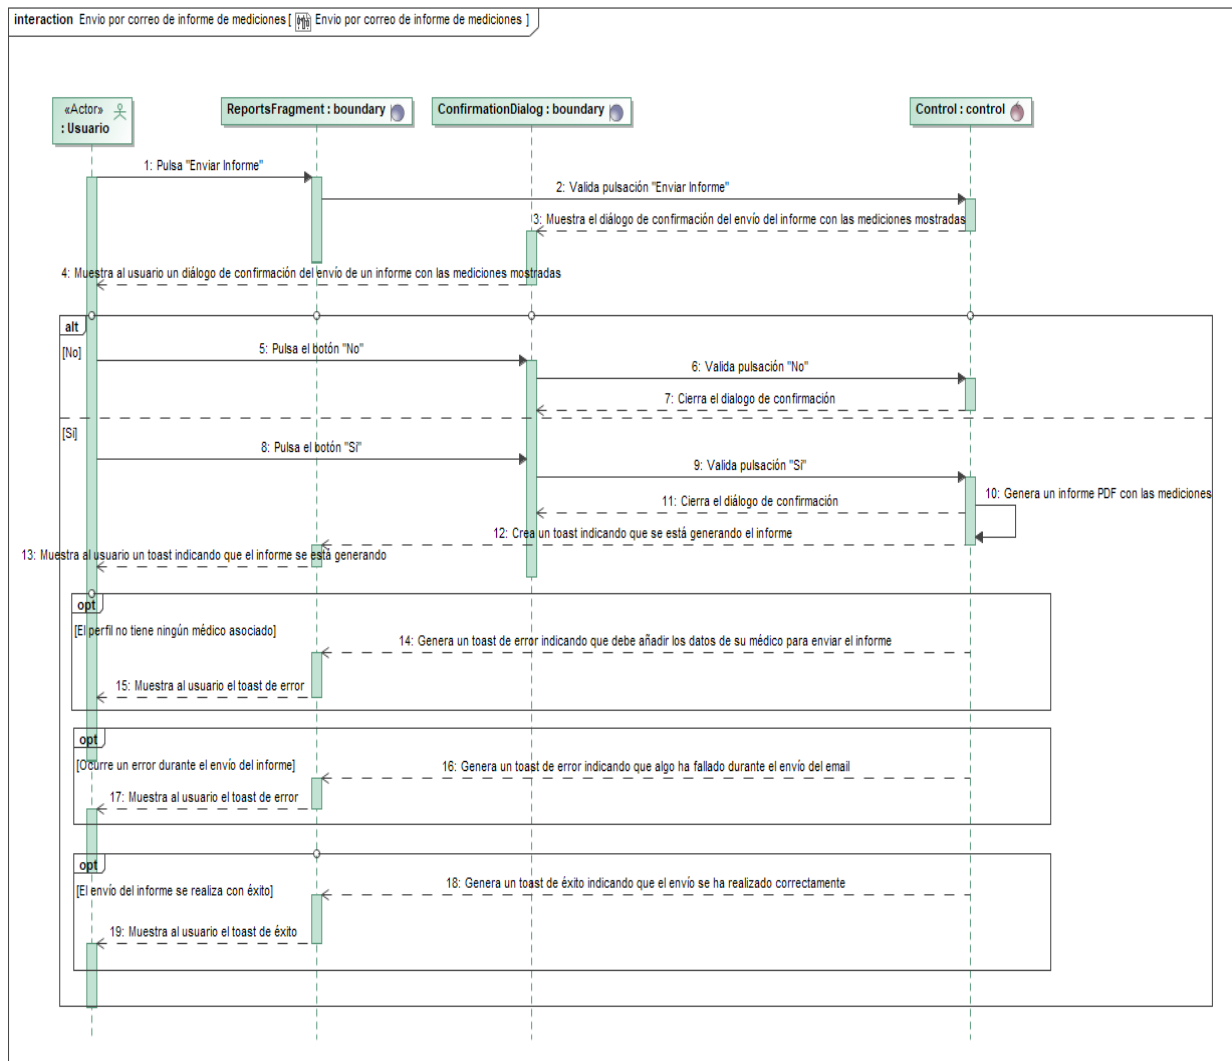 interaction Envio por correo de informe de mediciones [ Envio por correo de informe de mediciones ]
«Actor»
: Usuario
ReportsFragment : boundary
ConfirmationDialog : boundary
Control : control
1: Pulsa "Enviar Informe"
2: Valida pulsación "Enviar Informe"
3: Muestra el diálogo de confirmación del envío del informe con las mediciones mostradas
4: Muestra al usuario un diálogo de confirmación del envío de un informe con las mediciones mostradas
alt
[No]
5: Pulsa el botón "No"
6: Valida pulsación "No"
7: Cierra el dialogo de confirmación
[Si]
8: Pulsa el botón "Si"
9: Valida pulsación "Si"
10: Genera un informe PDF con las mediciones
11: Cierra el diálogo de confirmación
12: Crea un toast indicando que se está generando el informe
13: Muestra al usuario un toast indicando que el informe se está generando
opt
[El perfil no tiene ningún médico asociado]
14: Genera un toast de error indicando que debe añadir los datos de su médico para enviar el informe
15: Muestra al usuario el toast de error
opt
[Ocurre un error durante el envío del informe]
16: Genera un toast de error indicando que algo ha fallado durante el envío del email
17: Muestra al usuario el toast de error
opt
[El envío del informe se realiza con éxito]
18: Genera un toast de éxito indicando que el envío se ha realizado correctamente
19: Muestra al usuario el toast de éxito